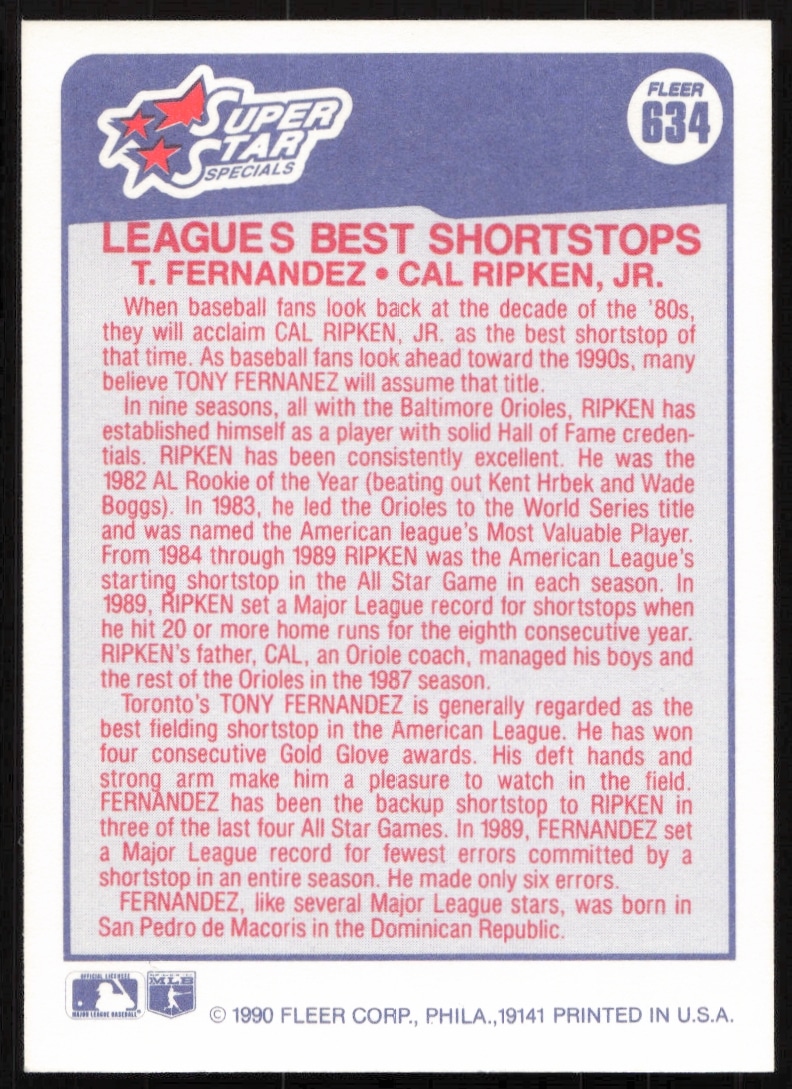 SUPER
STAR
SPECIALS
FLEER
634
LEAGUE S BEST SHORTSTOPS
T. FERNANDEZ • CAL RIPKEN, JR.
When baseball fans look back at the decade of the '80s,
they will acclaim CAL RIPKEN, JR. as the best shortstop of
that time. As baseball fans look ahead toward the 1990s, many
believe TONY FERNANEZ will assume that title.
In nine seasons, all with the Baltimore Orioles, RIPKEN has
established himself as a player with solid Hall of Fame creden-
tials. RIPKEN has been consistently excellent. He was the
1982 AL Rookie of the Year (beating out Kent Hrbek and Wade
Boggs). In 1983, he led the Orioles to the World Series title
and was named the American league's Most Valuable Player.
From 1984 through 1989 RIPKEN was the American League's
starting shortstop in the All Star Game in each season. In
1989, RIPKEN set a Major League record for shortstops when
he hit 20 or more home runs for the eighth consecutive year.
RIPKEN's father, CAL, an Oriole coach, managed his boys and
the rest of the Orioles in the 1987 season.
Toronto's TONY FERNANDEZ is generally regarded as the
best fielding shortstop in the American League. He has won
four consecutive Gold Glove awards. His deft hands and
strong arm make him a pleasure to watch in the field.
FERNANDEZ has been the backup shortstop to RIPKEN in
three of the last four All Star Games. In 1989, FERNANDEZ set
a Major League record for fewest errors committed by a
shortstop in an entire season. He made only six errors.
FERNANDEZ, like several Major League stars, was born in
San Pedro de Macoris in the Dominican Republic.
OFFICIAL LICENSEE
MAJOR LEAGUE BASEBALL
MLB
© 1990 FLEER CORP., PHILA.,19141 PRINTED IN U.S.A.